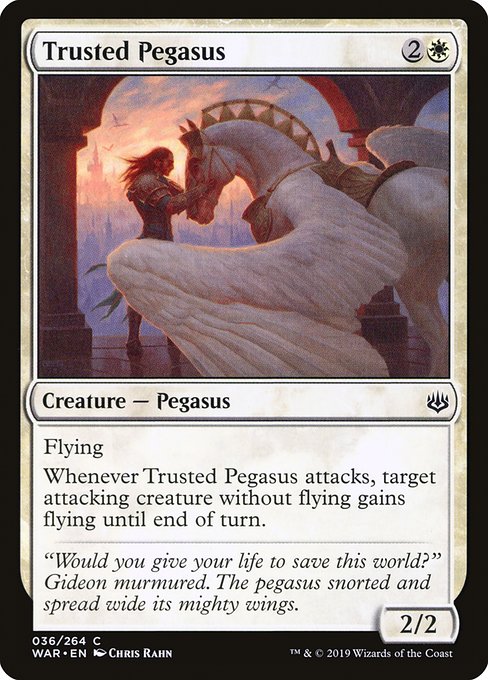 Trusted Pegasus 2
Creature — Pegasus
Flying
Whenever Trusted Pegasus attacks, target
attacking creature without flying gains
flying until end of turn.
“Would you give your life to save this world?”
Gideon murmured. The pegasus snorted and
spread wide its mighty wings.
2/2
036/264 C
WAR • EN Chris Rahn
™ & © 2019 Wizards of the Coast